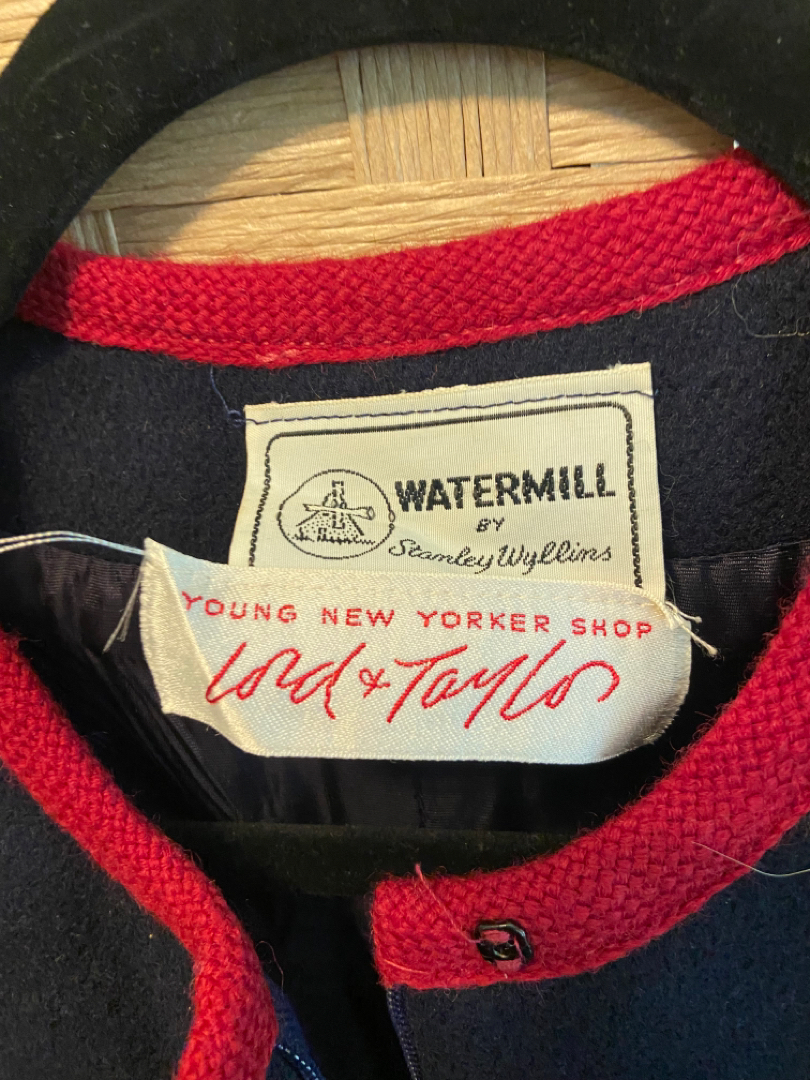 WATERMILL
BY
Stanley Wyllins
YOUNG NEW YORKER SHOP
Lord & Taylor